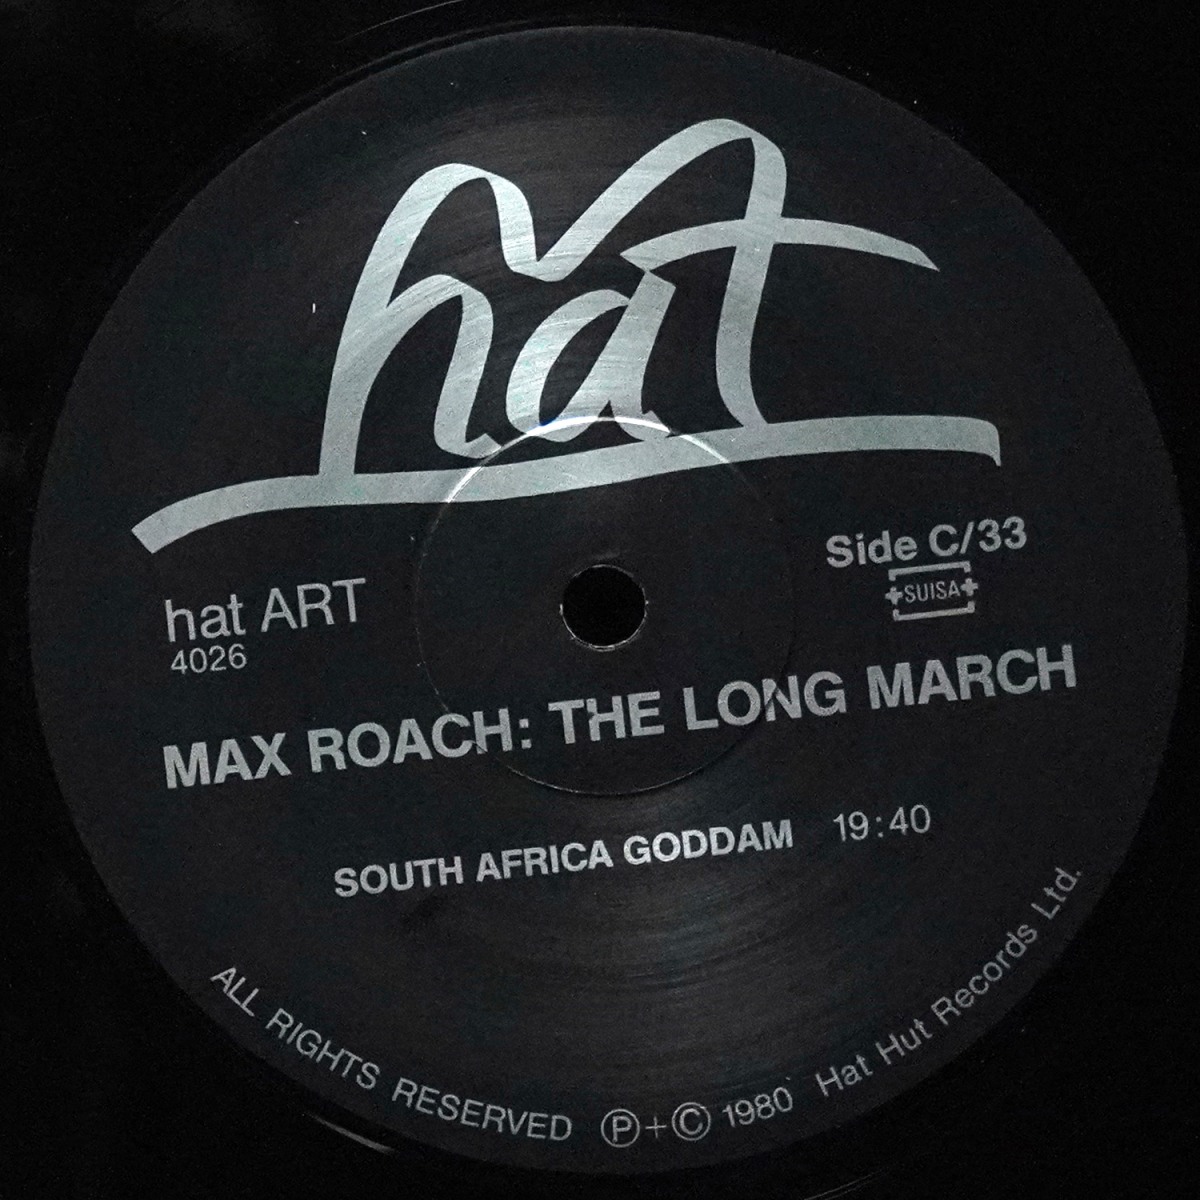 hat
Side C/33
SUISA
hat ART
4026
MAX ROACH: THE LONG MARCH
SOUTH AFRICA GODDAM 19:40
ALL RIGHTS RESERVED Ⓟ+Ⓒ 1980 Hat Hut Records Ltd.